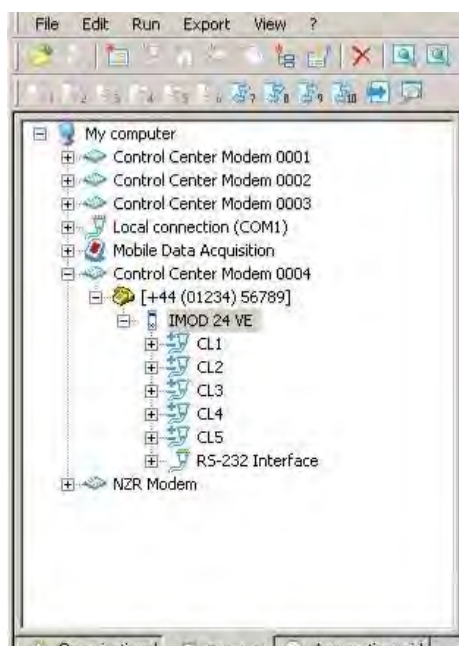 File Edit Run Export View ?
My computer
Control Center Modem 0001
Control Center Modem 0002
Control Center Modem 0003
Local connection (COM1)
Mobile Data Acquisition
Control Center Modem 0004
[+44 (01234) 56789]
IMOD 24 VE
CL1
CL2
CL3
CL4
CL5
RS-232 Interface
NZR Modem